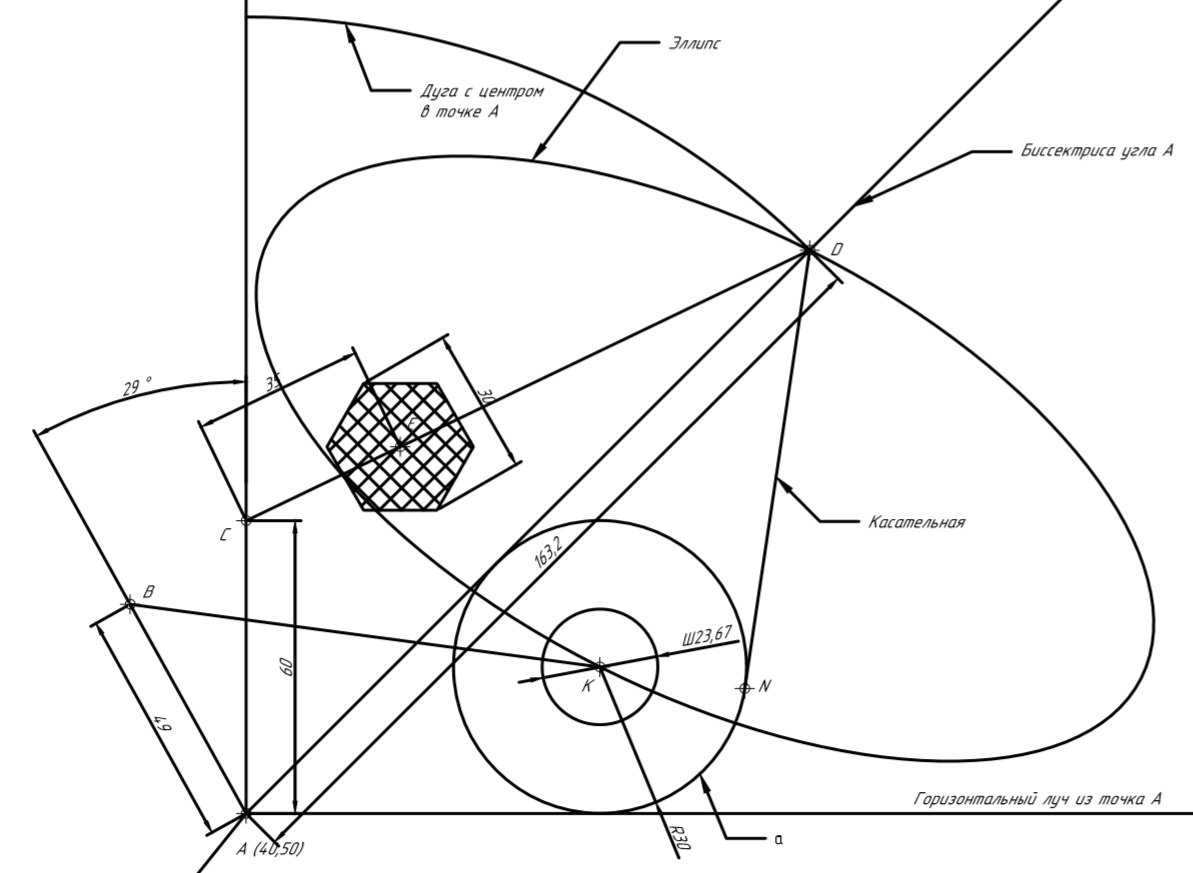 Эллипс
Дуга с центром
в точке А
Биссектриса угла А
D
29 °
35
F
30
C
Касательная
163,2
B
Ш23,67
60
K
N
49
Горизонтальный луч из точка А
А (40,50)
R30
а